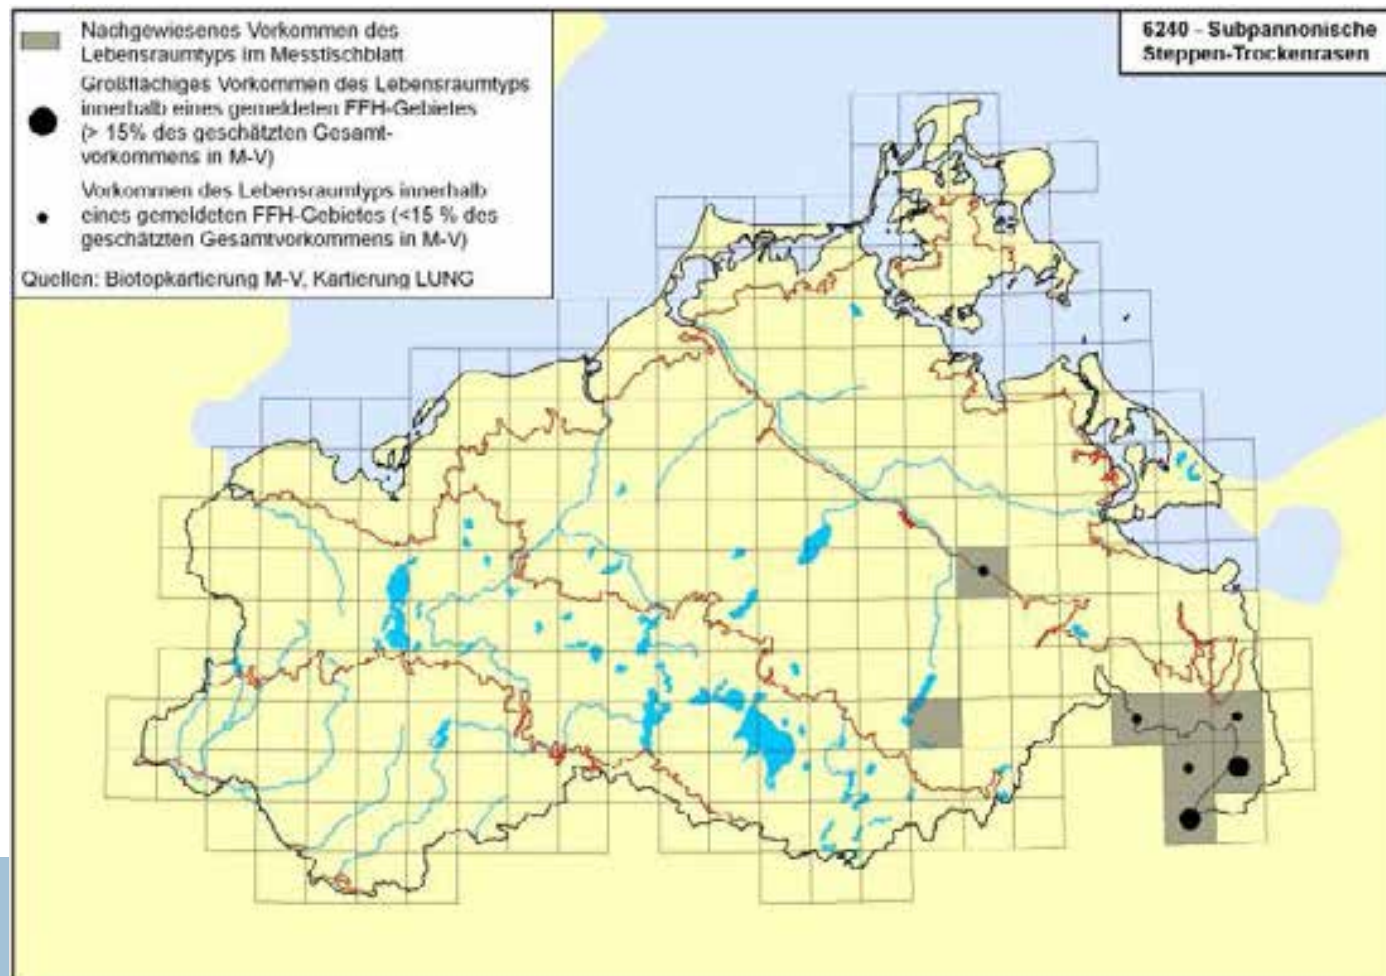 Nachgewiesenes Vorkommen des
Lebensraumtyps im Messtischblatt
Großflächiges Vorkommen des Lebensraumtyps
innerhalb eines gemeldeten FFH-Gebietes
(> 15% des geschätzten Gesamt-
vorkommens in M-V)
Vorkommen des Lebensraumtyps innerhalb
eines gemeldeten FFH-Gebietes (<15 % des
geschätzten Gesamtvorkommens in M-V)
Quellen: Biotopkartierung M-V, Kartierung LUNG
6240 - Subpannonische
Steppen-Trockenrasen